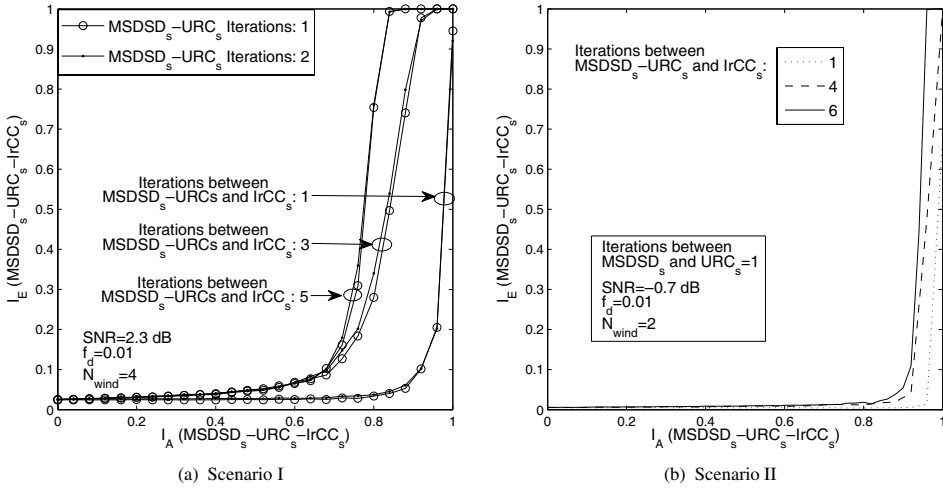 MSDSD_s−URC_s Iterations: 1
MSDSD_s−URC_s Iterations: 2
I_E (MSDSD_s−URC_s−IrCC_s)
1
0.9
0.8
0.7
0.6
0.5
0.4
0.3
0.2
0.1
0
Iterations between
MSDSD_s−URCs and IrCC_s: 1
Iterations between
MSDSD_s−URCs and IrCC_s: 3
Iterations between
MSDSD_s−URCs and IrCC_s: 5
SNR=2.3 dB
f_d=0.01
N_wind=4
0 0.2 0.4 0.6 0.8 1
I_A (MSDSD_s−URC_s−IrCC_s)
(a) Scenario I
I_E (MSDSD_s−URC_s−IrCC_s)
1
0.9
0.8
0.7
0.6
0.5
0.4
0.3
0.2
0.1
0
Iterations between
MSDSD_s−URC_s and IrCC_s:
1
4
6
Iterations between
MSDSD_s and URC_s=1
SNR=−0.7 dB
f_d=0.01
N_wind=2
0 0.2 0.4 0.6 0.8 1
I_A (MSDSD_s−URC_s−IrCC_s)
(b) Scenario II